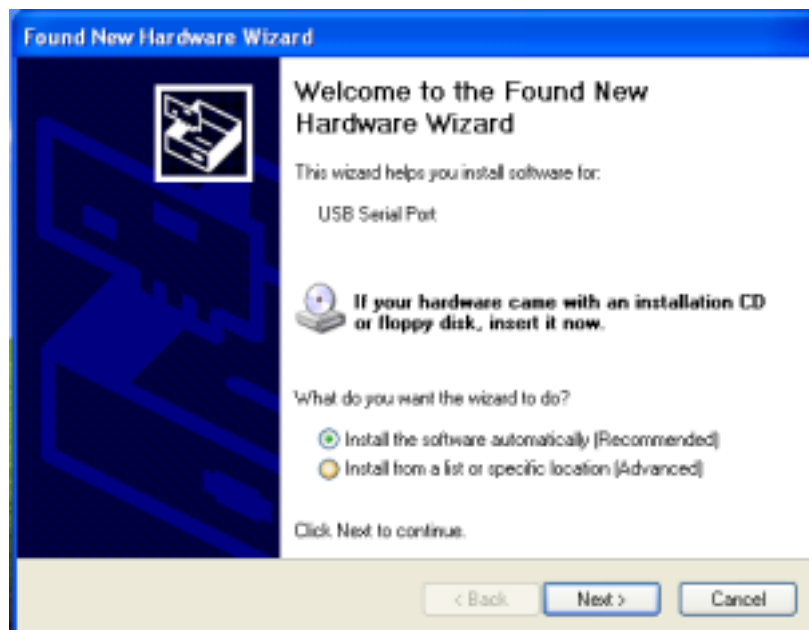 Found New Hardware Wizard
Welcome to the Found New
Hardware Wizard
This wizard helps you install software for:
USB Serial Port
If your hardware came with an installation CD
or floppy disk, insert it now.
What do you want the wizard to do?
Install the software automatically (Recommended)
Install from a list or specific location (Advanced)
Click Next to continue.
< Back Next > Cancel